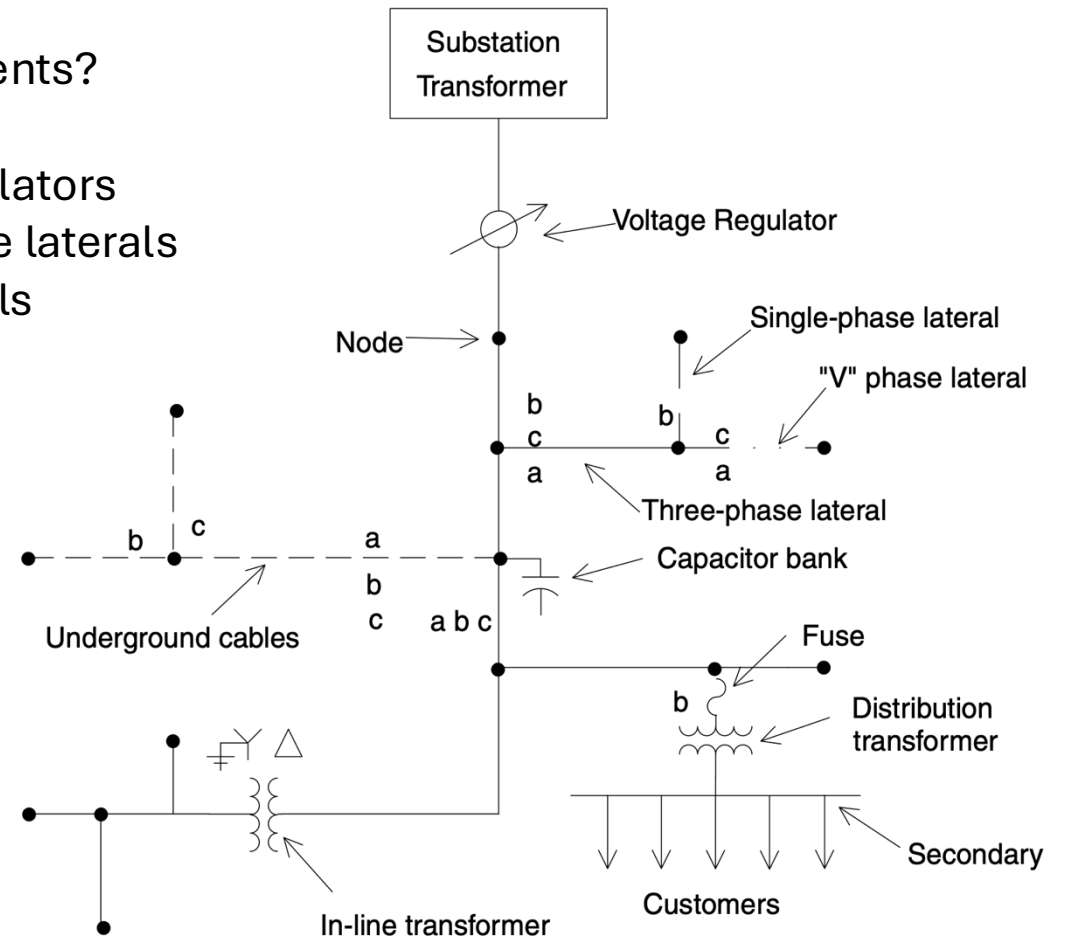 ents?
lators
e laterals
ls
Substation
Transformer
Voltage Regulator
Node
Single-phase lateral
"V" phase lateral
b
c
a
b
c
a
Three-phase lateral
b
c
a
b
c
a b c
Underground cables
Capacitor bank
Fuse
b
Distribution
transformer
Secondary
Customers
In-line transformer